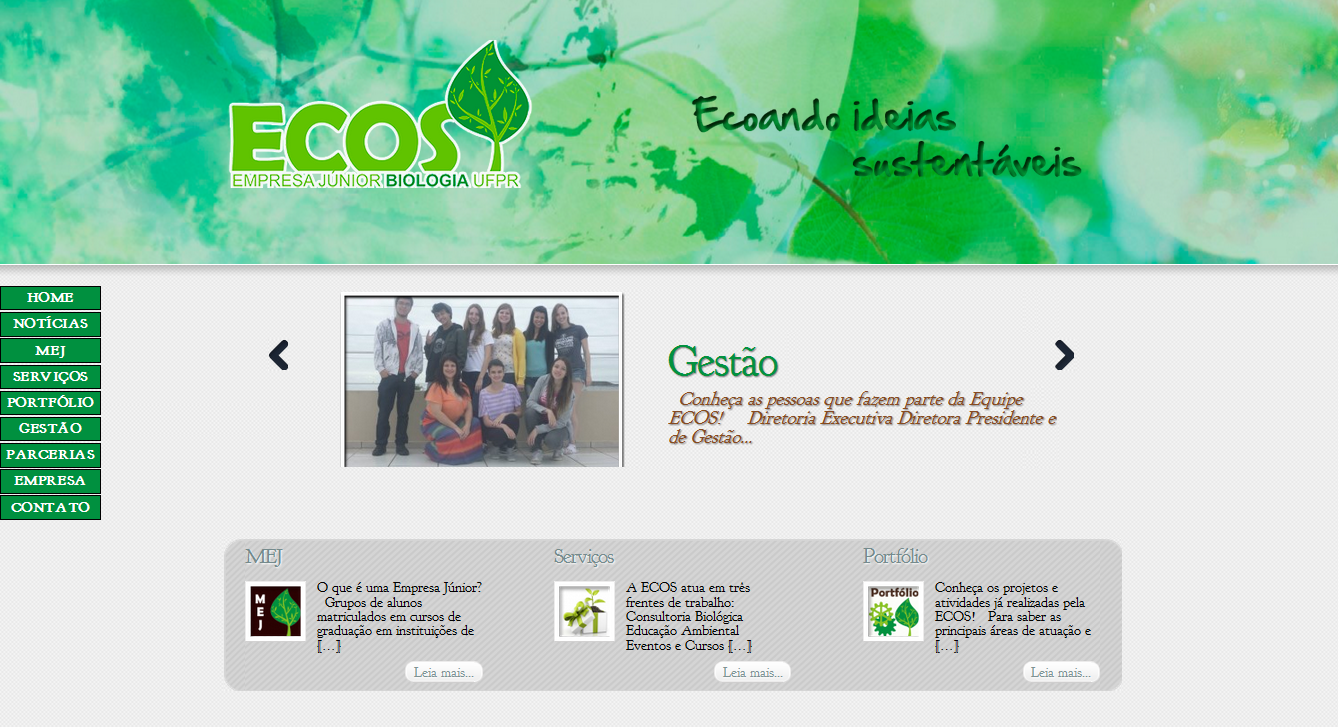 ECOS
EMPRESA JÚNIOR BIOLOGIA UFPR
Ecoando ideias
sustentáveis
HOME
NOTÍCIAS
MEJ
SERVIÇOS
PORTFÓLIO
GESTÃO
PARCERIAS
EMPRESA
CONTATO
Gestão
Conheça as pessoas que fazem parte da Equipe
ECOS! Diretoria Executiva Diretora Presidente e
de Gestão...
MEJ
MEJ
O que é uma Empresa Júnior?
Grupos de alunos
matriculados em cursos de
graduação em instituições de
[…]
Leia mais...
Serviços
A ECOS atua em três
frentes de trabalho:
Consultoria Biológica
Educação Ambiental
Eventos e Cursos […]
Leia mais...
Portfólio
Portfólio
Conheça os projetos e
atividades já realizadas pela
ECOS! Para saber as
principais áreas de atuação e
[…]
Leia mais...